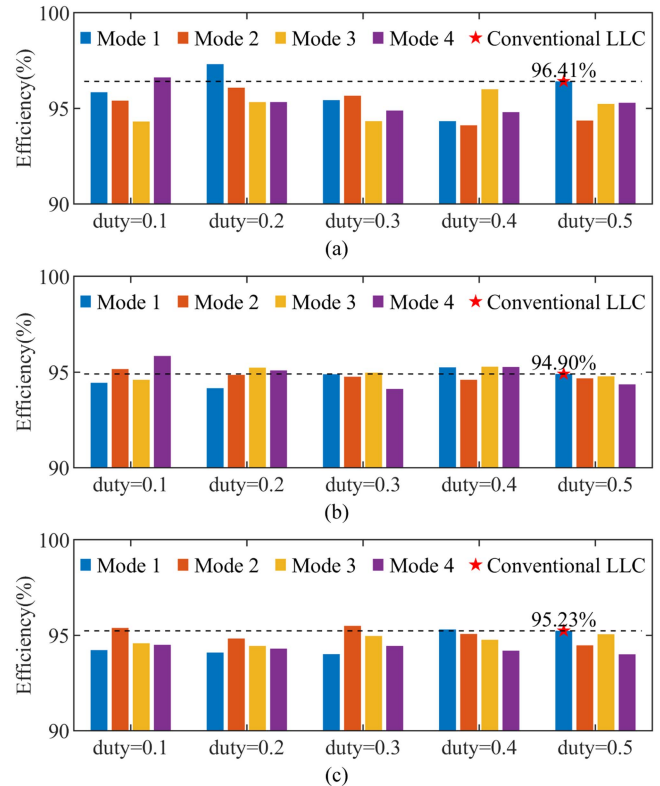 100
Mode 1 Mode 2 Mode 3 Mode 4 Conventional LLC
96.41%
95
90
Efficiency(%)
duty=0.1 duty=0.2 duty=0.3 duty=0.4 duty=0.5
(a)
100
Mode 1 Mode 2 Mode 3 Mode 4 Conventional LLC
94.90%
95
90
Efficiency(%)
duty=0.1 duty=0.2 duty=0.3 duty=0.4 duty=0.5
(b)
100
Mode 1 Mode 2 Mode 3 Mode 4 Conventional LLC
95.23%
95
90
Efficiency(%)
duty=0.1 duty=0.2 duty=0.3 duty=0.4 duty=0.5
(c)